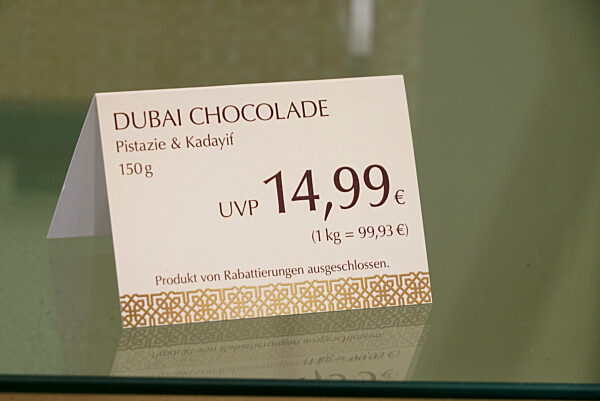 DUBAI CHOCOLADE
Pistazie & Kadayif
150 g
UVP 14,99 €
(1 kg = 99,93 €)
Produkt von Rabattierungen ausgeschlossen.